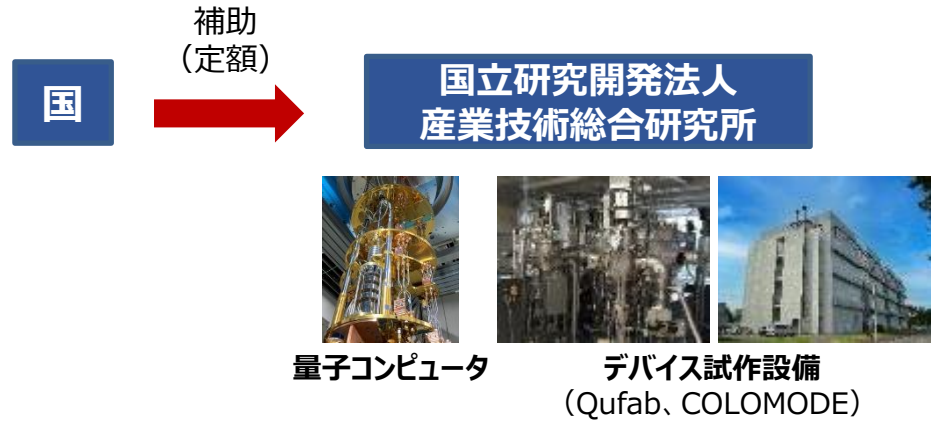 補助
（定額）
国
国立研究開発法人
産業技術総合研究所
量子コンピュータ
デバイス試作設備
（Qufab、COLOMODE）